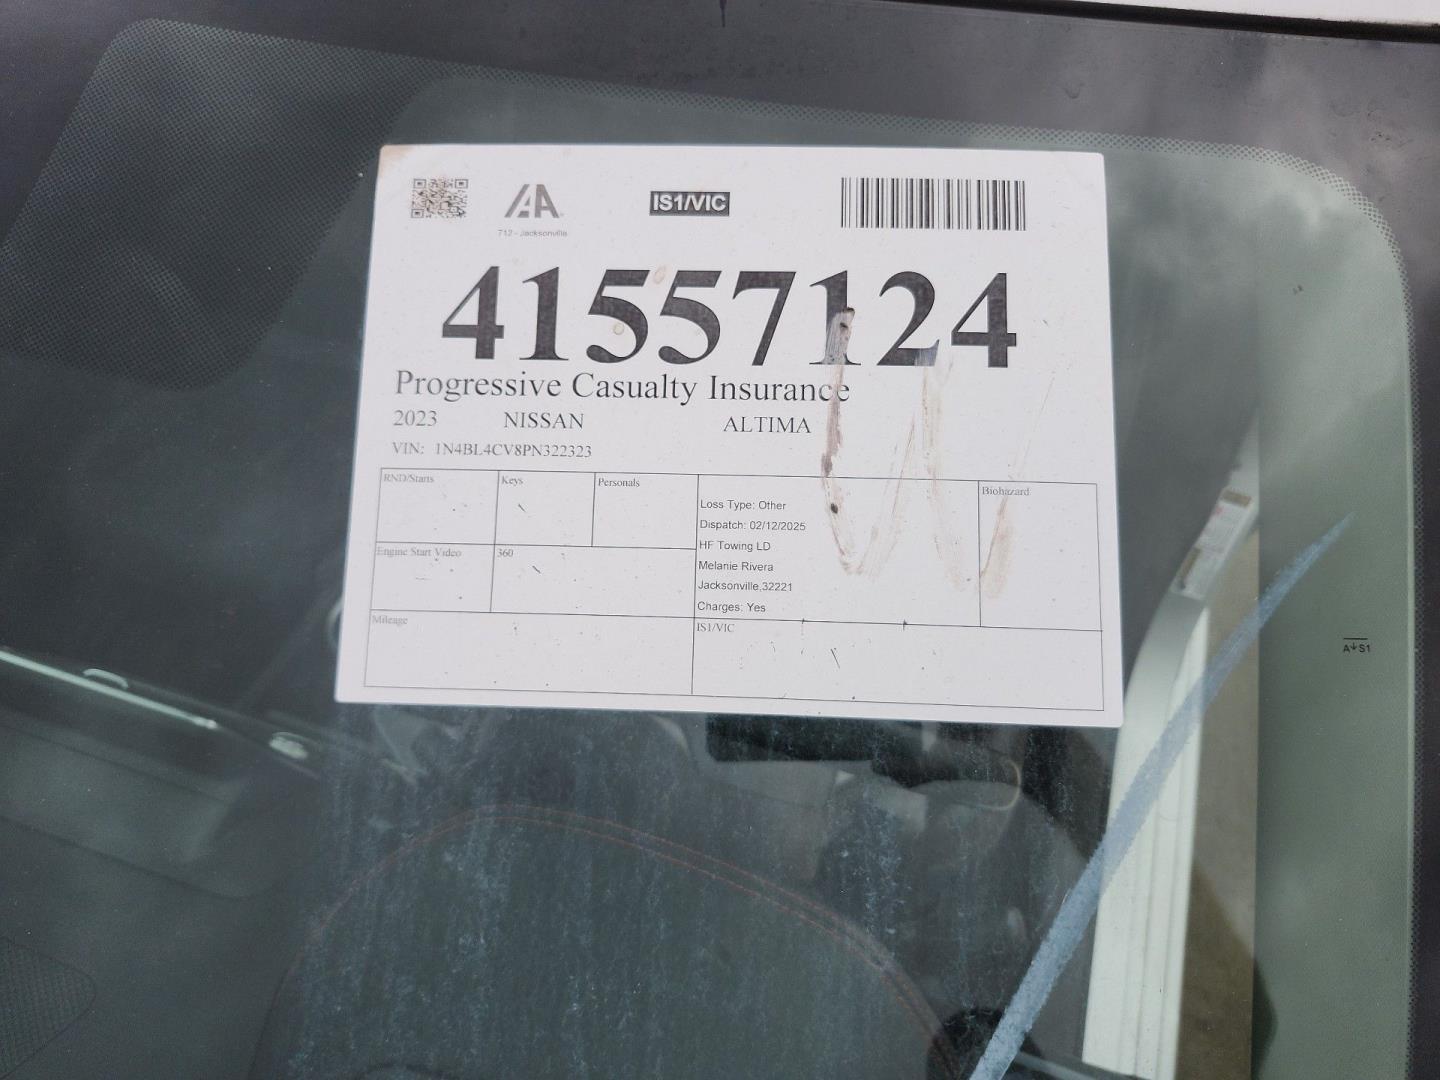 IAA
IS1/VIC
712 - Jacksonville
41557124
Progressive Casualty Insurance
2023 NISSAN ALTIMA
VIN: 1N4BL4CV8PN322323
RND/Starts Keys Personals
Loss Type: Other
Dispatch: 02/12/2025
HF Towing LD
Melanie Rivera
Jacksonville,32221
Charges: Yes
Biohazard
Engine Start Video 360
Mileage
IS1/VIC
A↓S1